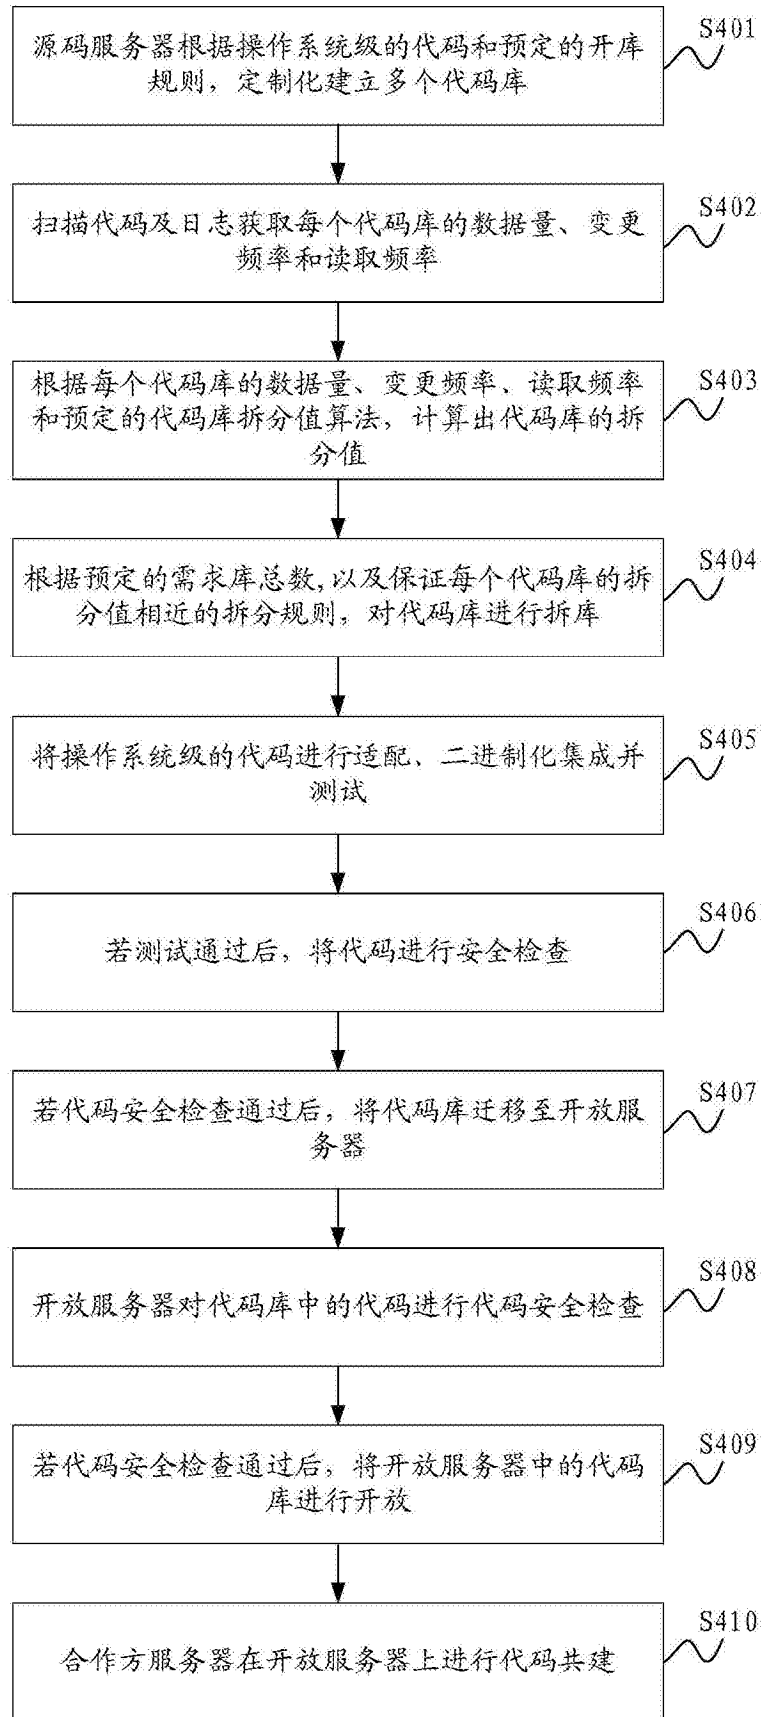 S401
源码服务器根据操作系统级的代码和预定的开库
规则，定制化建立多个代码库
S402
扫描代码及日志获取每个代码库的数据量、变更
频率和读取频率
S403
根据每个代码库的数据量、变更频率、读取频率
和预定的代码库拆分值算法，计算出代码库的拆
分值
S404
根据预定的需求库总数,以及保证每个代码库的拆
分值相近的拆分规则，对代码库进行拆库
S405
将操作系统级的代码进行适配、二进制化集成并
测试
S406
若测试通过后，将代码进行安全检查
S407
若代码安全检查通过后，将代码库迁移至开放服
务器
S408
开放服务器对代码库中的代码进行代码安全检查
S409
若代码安全检查通过后，将开放服务器中的代码
库进行开放
S410
合作方服务器在开放服务器上进行代码共建